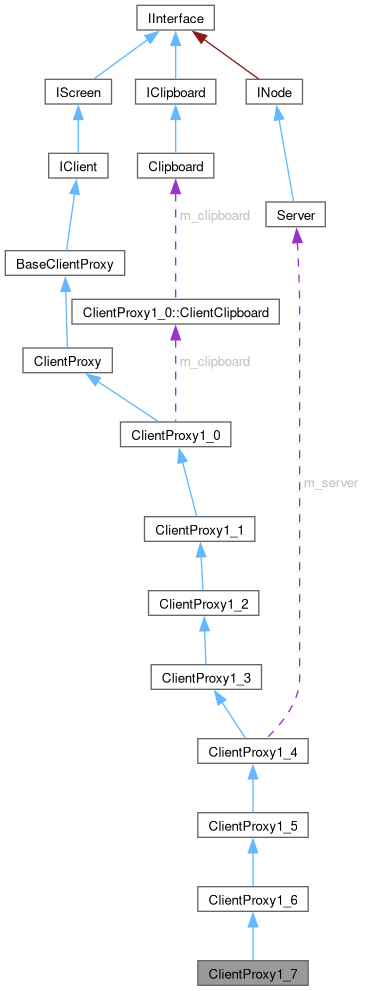 IInterface
IScreen
IClipboard
INode
IClient
Clipboard
Server
m_clipboard
BaseClientProxy
ClientProxy1_0::ClientClipboard
ClientProxy
m_clipboard
ClientProxy1_0
m_server
ClientProxy1_1
ClientProxy1_2
ClientProxy1_3
ClientProxy1_4
ClientProxy1_5
ClientProxy1_6
ClientProxy1_7